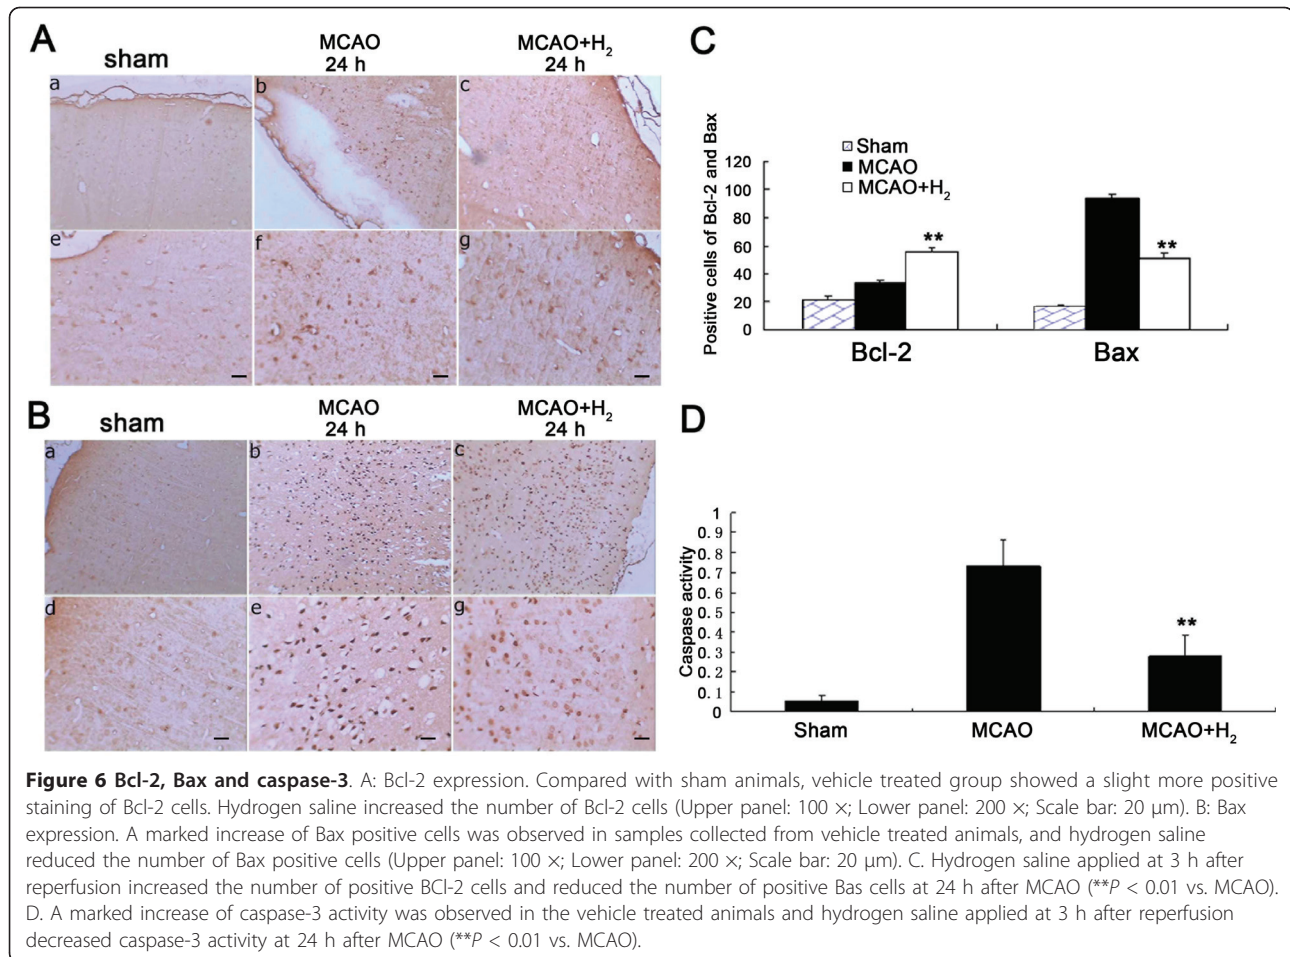 A
sham
MCAO
24 h
MCAO+H2
24 h
a
b
c
e
f
g
B
sham
MCAO
24 h
MCAO+H2
24 h
a
b
c
d
e
g
C
Sham
MCAO
MCAO+H2
Positive cells of Bcl-2 and Bax
120
100
80
60
40
20
0
**
**
Bcl-2
Bax
D
Caspase activity
1
0.9
0.8
0.7
0.6
0.5
0.4
0.3
0.2
0.1
0
**
Sham
MCAO
MCAO+H2
Figure 6 Bcl-2, Bax and caspase-3. A: Bcl-2 expression. Compared with sham animals, vehicle treated group showed a slight more positive
staining of Bcl-2 cells. Hydrogen saline increased the number of Bcl-2 cells (Upper panel: 100 ×; Lower panel: 200 ×; Scale bar: 20 μm). B: Bax
expression. A marked increase of Bax positive cells was observed in samples collected from vehicle treated animals, and hydrogen saline
reduced the number of Bax positive cells (Upper panel: 100 ×; Lower panel: 200 ×; Scale bar: 20 μm). C. Hydrogen saline applied at 3 h after
reperfusion increased the number of positive BCl-2 cells and reduced the number of positive Bas cells at 24 h after MCAO (**P < 0.01 vs. MCAO).
D. A marked increase of caspase-3 activity was observed in the vehicle treated animals and hydrogen saline applied at 3 h after reperfusion
decreased caspase-3 activity at 24 h after MCAO (**P < 0.01 vs. MCAO).